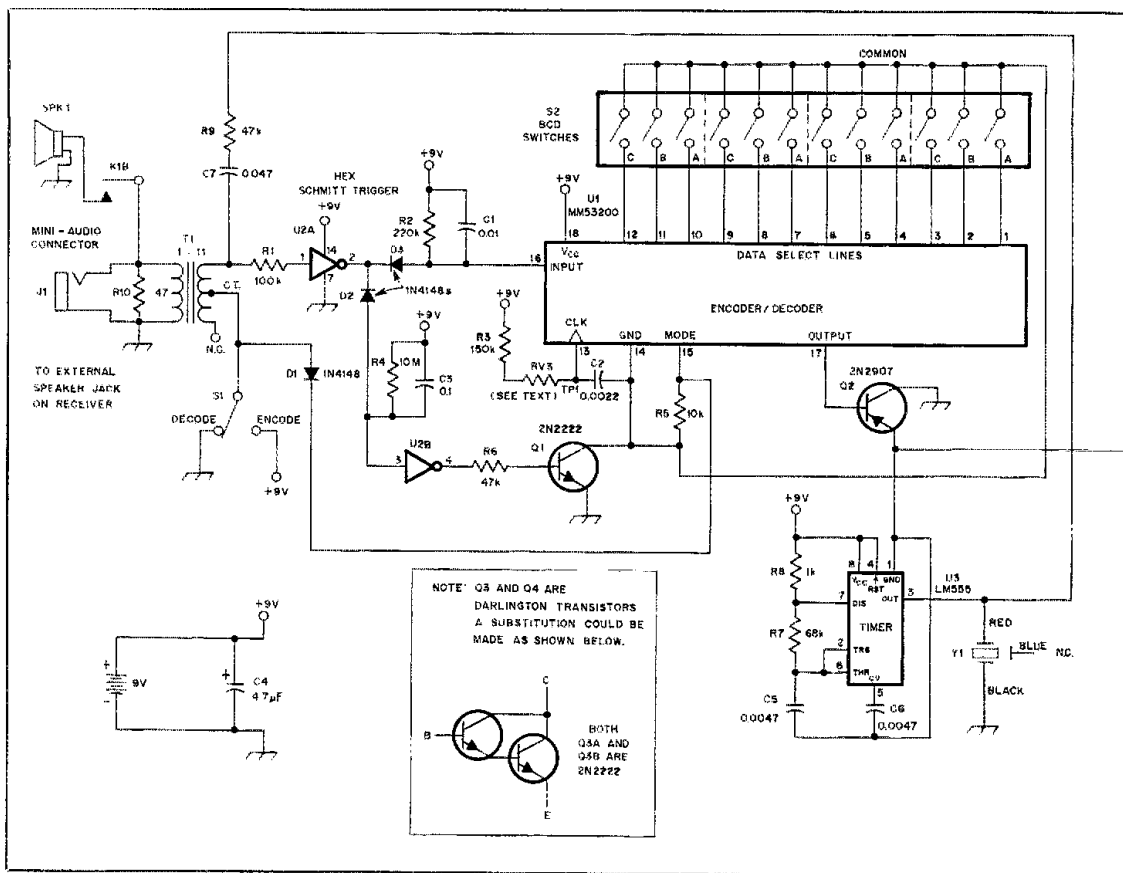 COMMON
S2
BCD
SWITCHES
C B A C B A C B A C B A
SPK1
K1B
R9 47k
C7 0.047
MINI-AUDIO
CONNECTOR
J1
R10 47
T1
C.T.
N.C.
TO EXTERNAL
SPEAKER JACK
ON RECEIVER
R1
100k
HEX
SCHMITT TRIGGER
+9V
U2A
1 14 2
7
+9V
R2
220k
C1
0.01
D3
D2
1N4148s
+9V
U1
MM53200
18 12 11 10 9 8 7 6 5 4 3 2 1
VCC
DATA SELECT LINES
16
INPUT
ENCODER/DECODER
CLK GND MODE OUTPUT
13 14 15 17
+9V
R3
150k
RV3
(SEE TEXT)
TP1
C2
0.0022
R5
10k
+9V
R4
10M
C3
0.1
D1 1N4148
S1
DECODE ENCODE
+9V
U2B
3 4
R6
47k
2N2222
Q1
2N2907
Q2
+9V
R8 1k
R7 68k
C5
0.0047
8 4 1
VCC RST GND
U3
LM555
7 DIS OUT 3
TIMER
2 TRG
6 THR
CV
5
C6
0.0047
RED
Y1 BLUE N.C.
BLACK
+9V
9V
C4
4.7µF
NOTE: Q3 AND Q4 ARE
DARLINGTON TRANSISTORS
A SUBSTITUTION COULD BE
MADE AS SHOWN BELOW.
C
B
E
BOTH
Q3A AND
Q3B ARE
2N2222